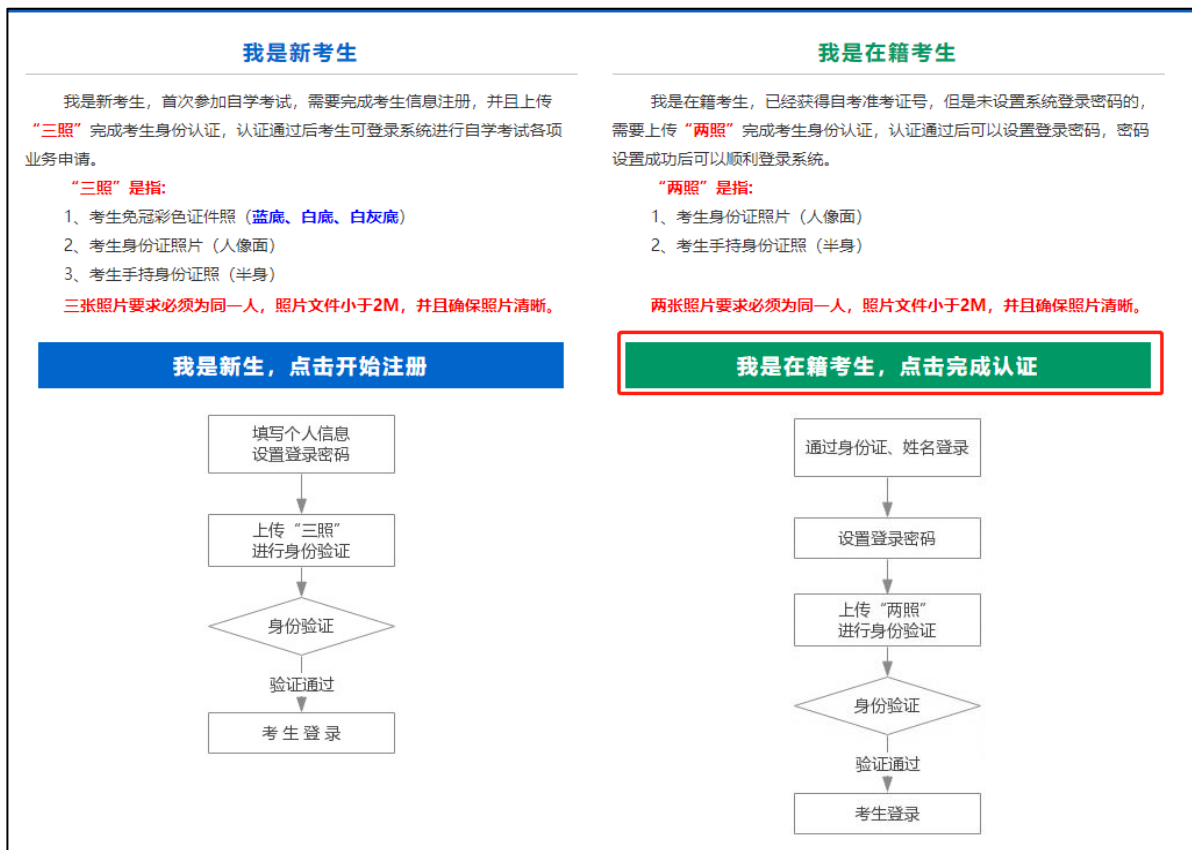 我是新考生
我是新考生，首次参加自学考试，需要完成考生信息注册，并且上传
“三照”完成考生身份认证，认证通过后考生可登录系统进行自学考试各项
业务申请。
“三照”是指:
1、考生免冠彩色证件照（蓝底、白底、白灰底）
2、考生身份证照片（人像面）
3、考生手持身份证照（半身）
三张照片要求必须为同一人，照片文件小于2M，并且确保照片清晰。
我是新生，点击开始注册
填写个人信息
设置登录密码
上传“三照”
进行身份验证
身份验证
验证通过
考 生 登 录
我是在籍考生
我是在籍考生，已经获得自考准考证号，但是未设置系统登录密码的，
需要上传“两照”完成考生身份认证，认证通过后可以设置登录密码，密码
设置成功后可以顺利登录系统。
“两照”是指:
1、考生身份证照片（人像面）
2、考生手持身份证照（半身）
两张照片要求必须为同一人，照片文件小于2M，并且确保照片清晰。
我是在籍考生，点击完成认证
通过身份证、姓名登录
设置登录密码
上传“两照”
进行身份验证
身份验证
验证通过
考生登录